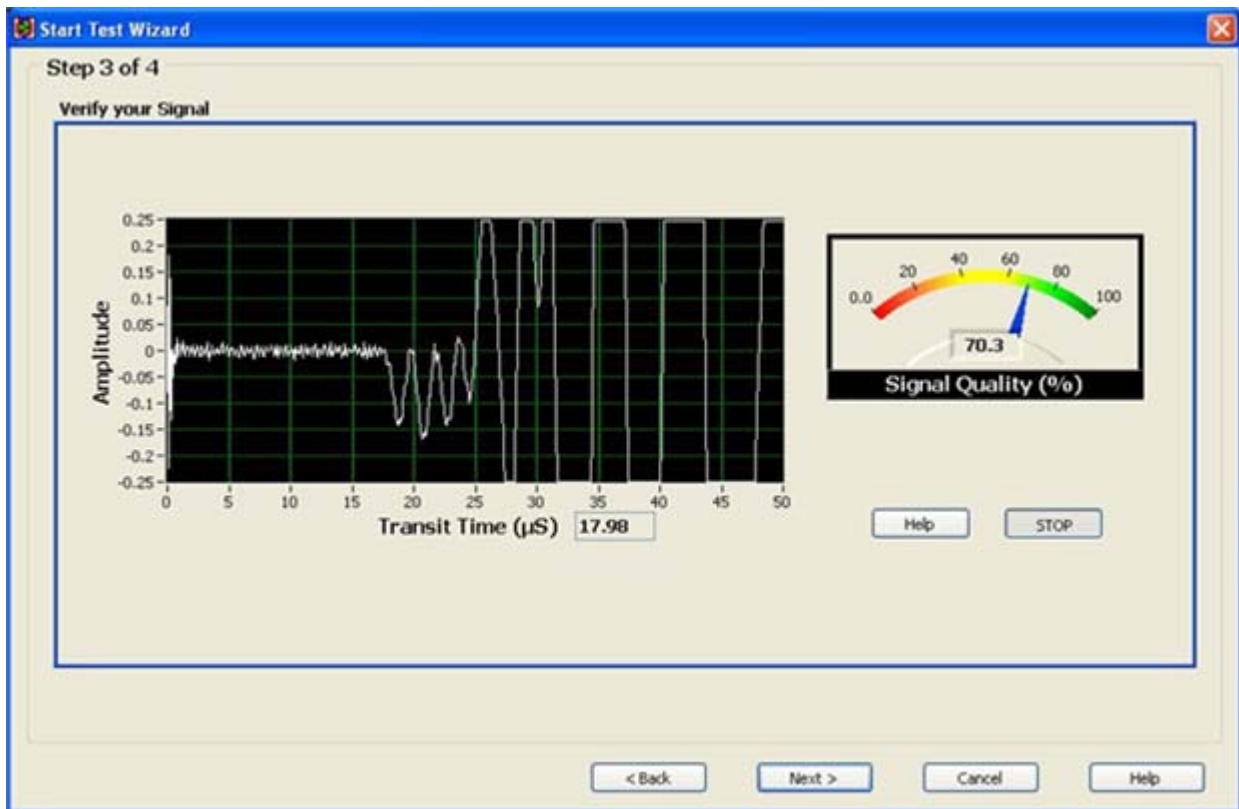 Start Test Wizard
Step 3 of 4
Verify your Signal
Amplitude
0.25
0.2
0.15
0.1
0.05
0
-0.05
-0.1
-0.15
-0.2
-0.25
0 5 10 15 20 25 30 35 40 45 50
Transit Time (µS) 17.98
0.0 20 40 60 80 100
70.3
Signal Quality (%)
Help STOP
< Back Next > Cancel Help